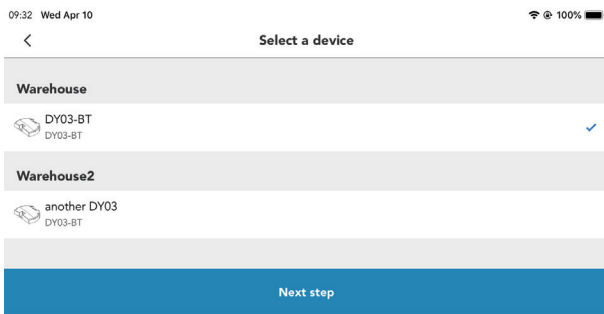 09:32 Wed Apr 10
100%
Select a device
Warehouse
DY03-BT
DY03-BT
Warehouse2
another DY03
DY03-BT
Next step